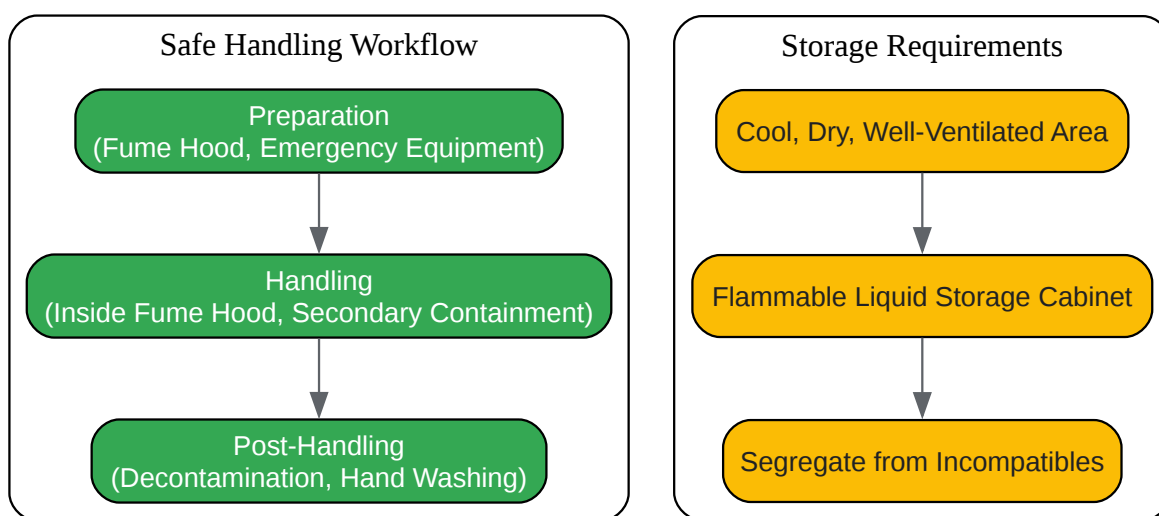 Safe Handling Workflow
Preparation
(Fume Hood, Emergency Equipment)
Handling
(Inside Fume Hood, Secondary Containment)
Post-Handling
(Decontamination, Hand Washing)
Storage Requirements
Cool, Dry, Well-Ventilated Area
Flammable Liquid Storage Cabinet
Segregate from Incompatibles